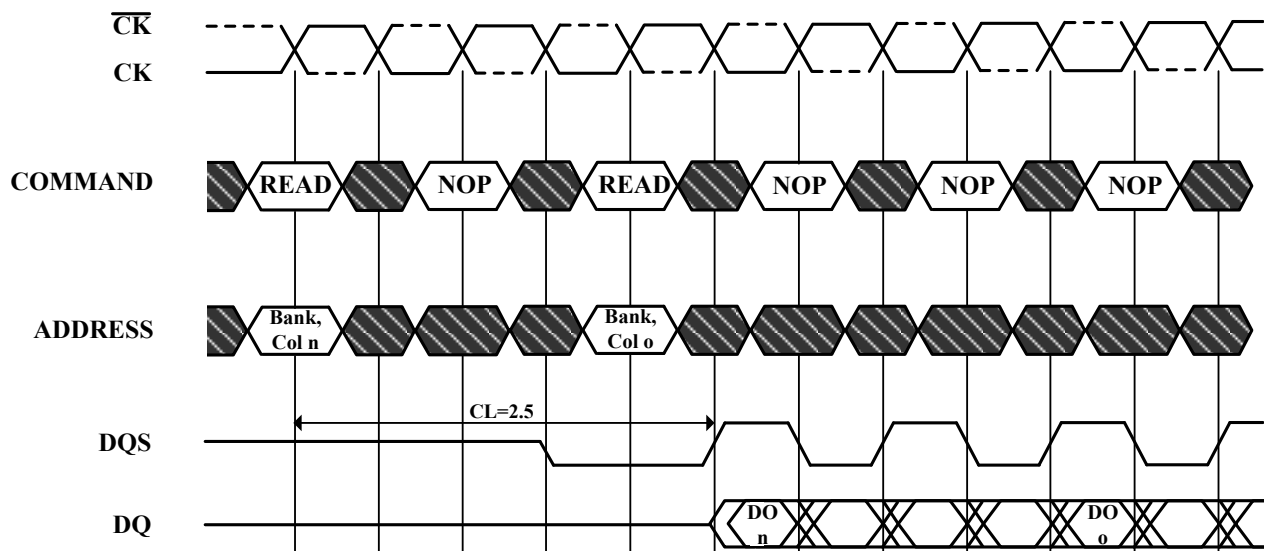 CK
CK
COMMAND
READ
NOP
READ
NOP
NOP
NOP
ADDRESS
Bank,
Col n
Bank,
Col o
CL=2.5
DQS
DQ
DO
n
DO
o